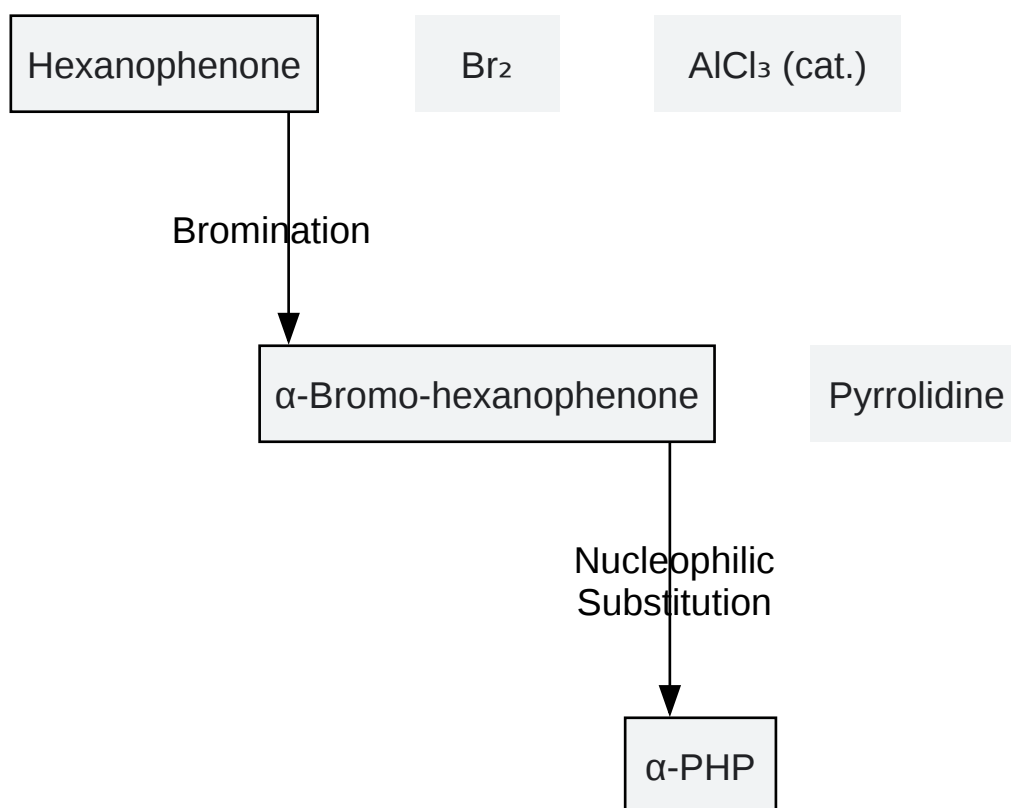 Hexanophenone
Br₂
AlCl₃ (cat.)
Bromination
α-Bromo-hexanophenone
Pyrrolidine
Nucleophilic
Substitution
α-PHP